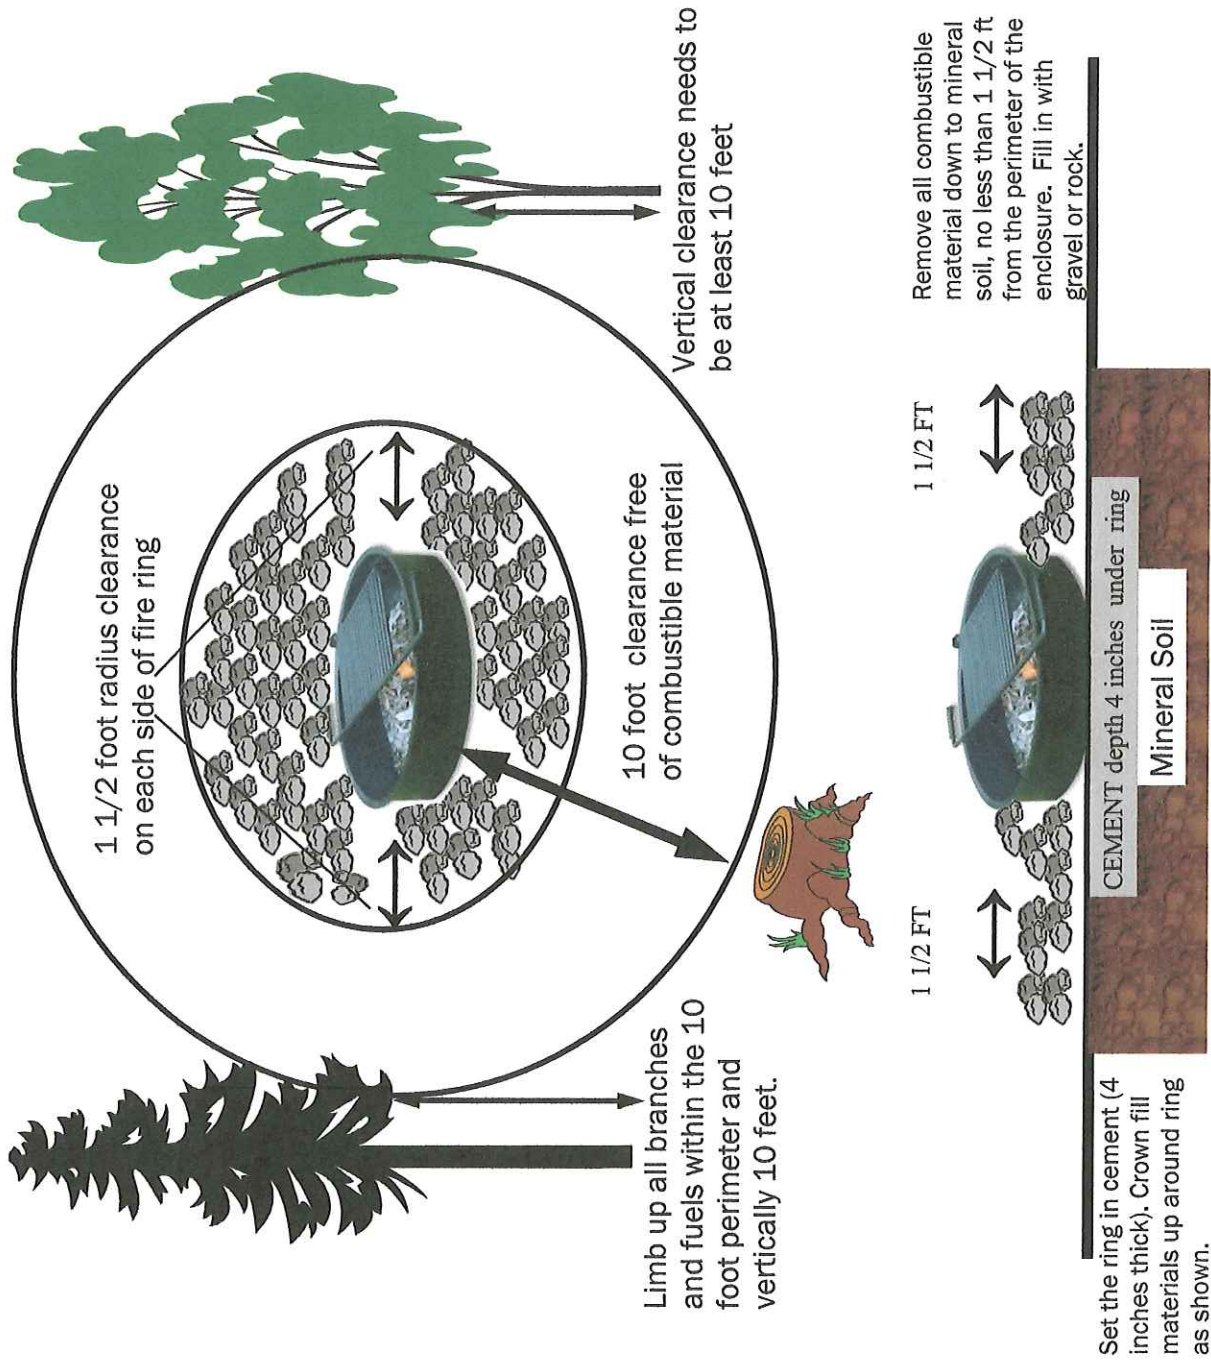 1 1/2 foot radius clearance
on each side of fire ring
Limb up all branches
and fuels within the 10
foot perimeter and
vertically 10 feet.
10 foot clearance free
of combustible material
Vertical clearance needs to
be at least 10 feet
1 1/2 FT
1 1/2 FT
Remove all combustible
material down to mineral
soil, no less than 1 1/2 ft
from the perimeter of the
enclosure. Fill in with
gravel or rock.
Set the ring in cement (4
inches thick). Crown fill
materials up around ring
as shown.
CEMENT depth 4 inches under ring
Mineral Soil